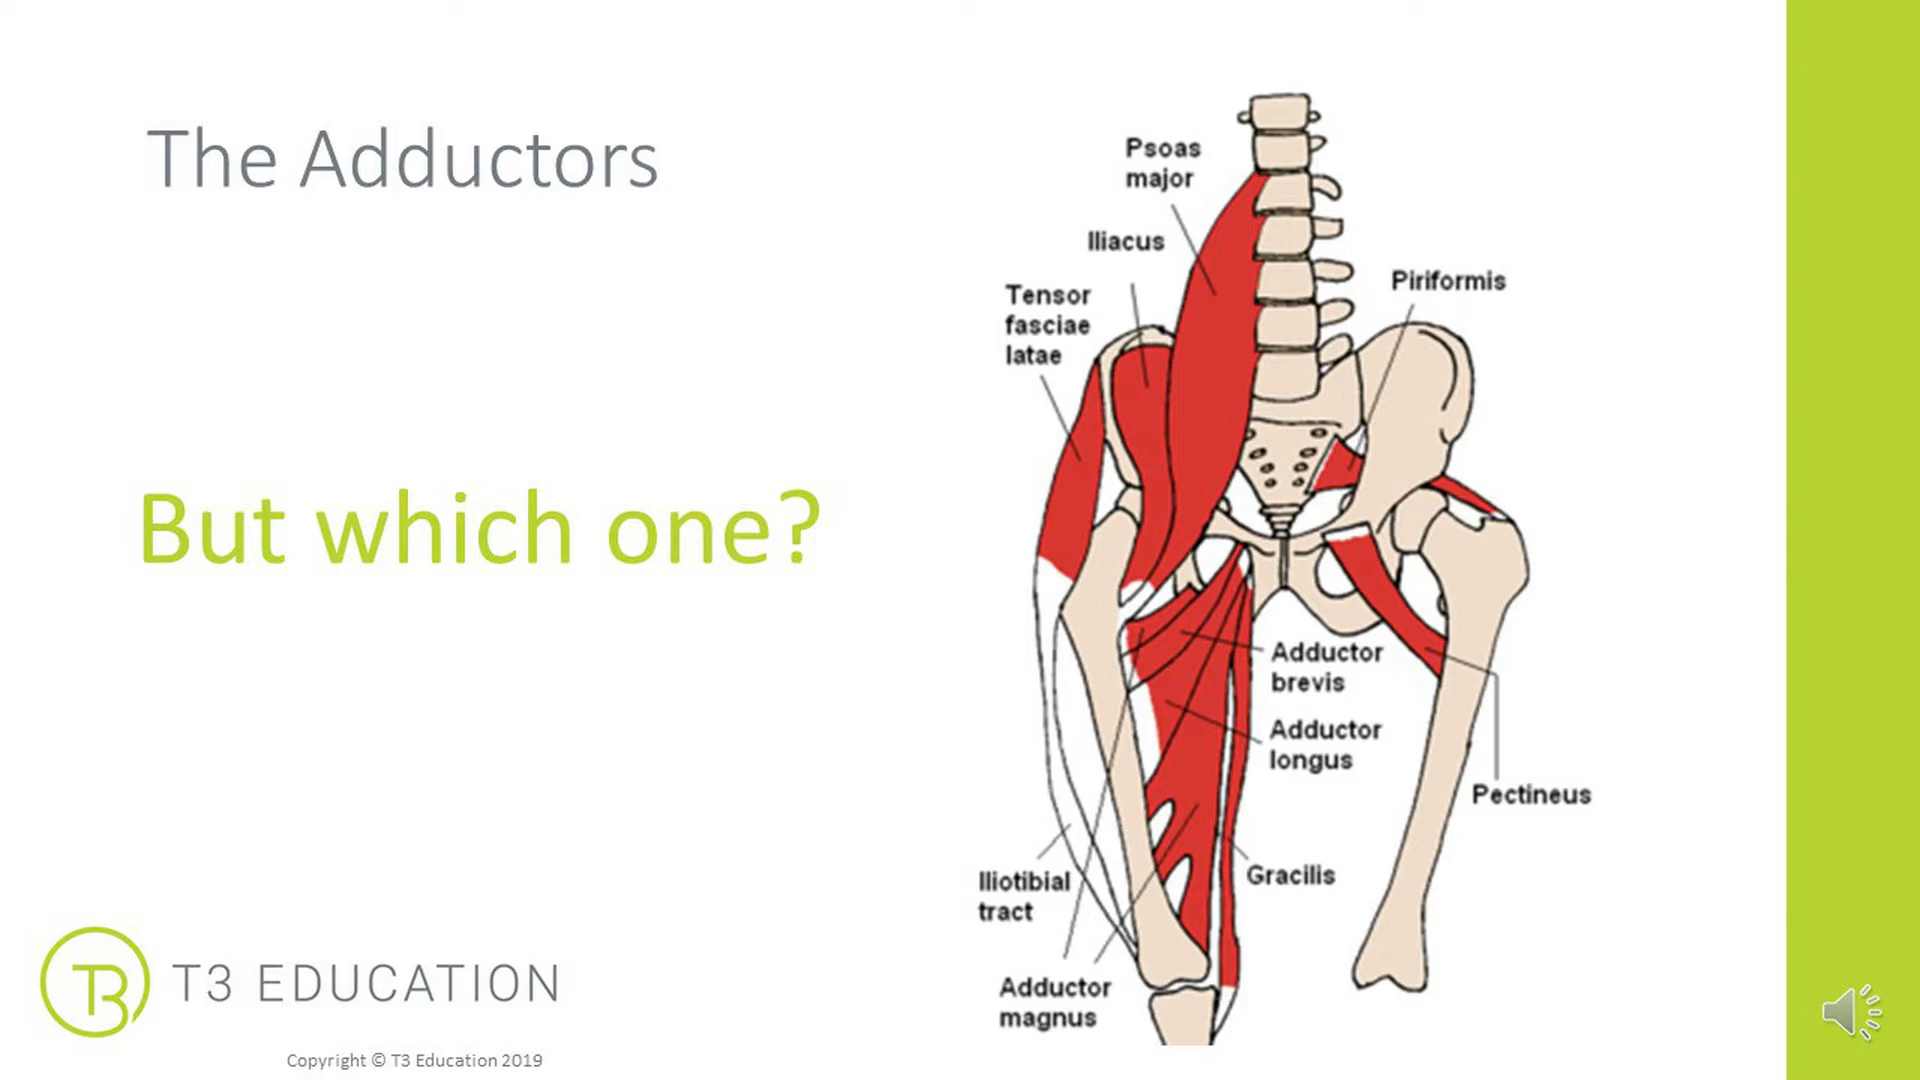 The Adductors
But which one?
Psoas
major
Iliacus
Tensor
fasciae
latae
Piriformis
Adductor
brevis
Adductor
longus
Pectineus
Gracilis
Iliotibial
tract
Adductor
magnus
TB
T3 EDUCATION
Copyright © T3 Education 2019